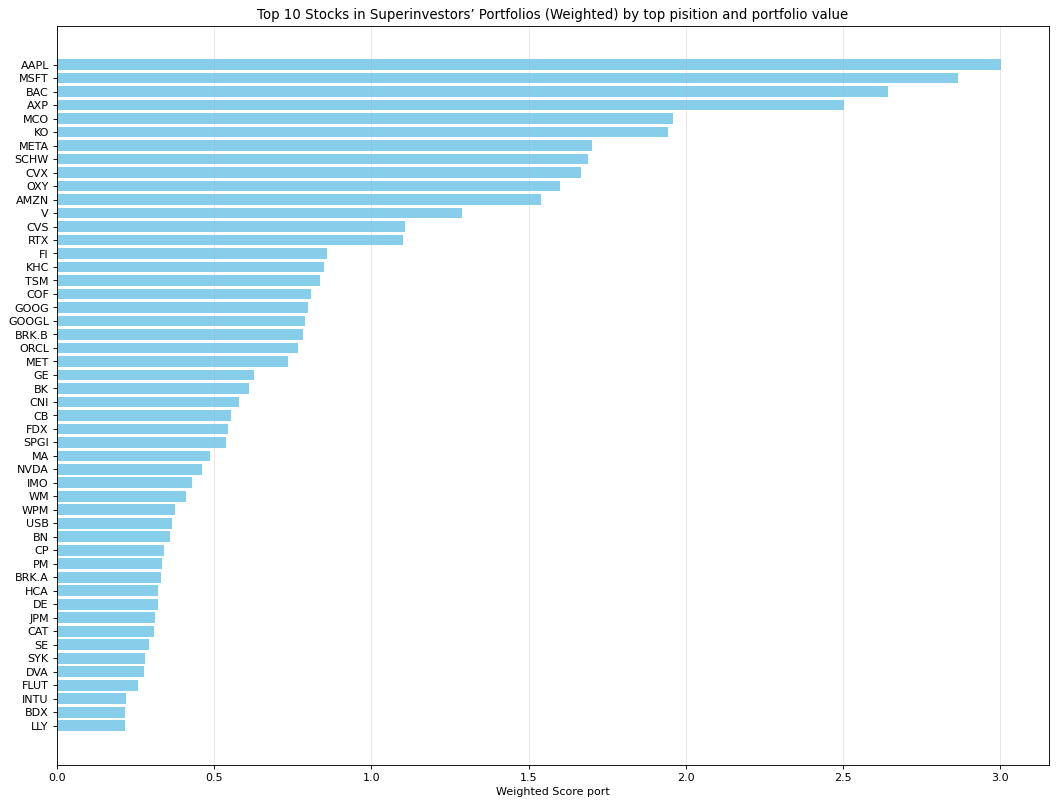 Top 10 Stocks in Superinvestors’ Portfolios (Weighted) by top pisition and portfolio value
AAPL
MSFT
BAC
AXP
MCO
KO
META
SCHW
CVX
OXY
AMZN
V
CVS
RTX
FI
KHC
TSM
COF
GOOG
GOOGL
BRK.B
ORCL
MET
GE
BK
CNI
CB
FDX
SPGI
MA
NVDA
IMO
WM
WPM
USB
BN
CP
PM
BRK.A
HCA
DE
JPM
CAT
SE
SYK
DVA
FLUT
INTU
BDX
LLY
0.0 0.5 1.0 1.5 2.0 2.5 3.0
Weighted Score port